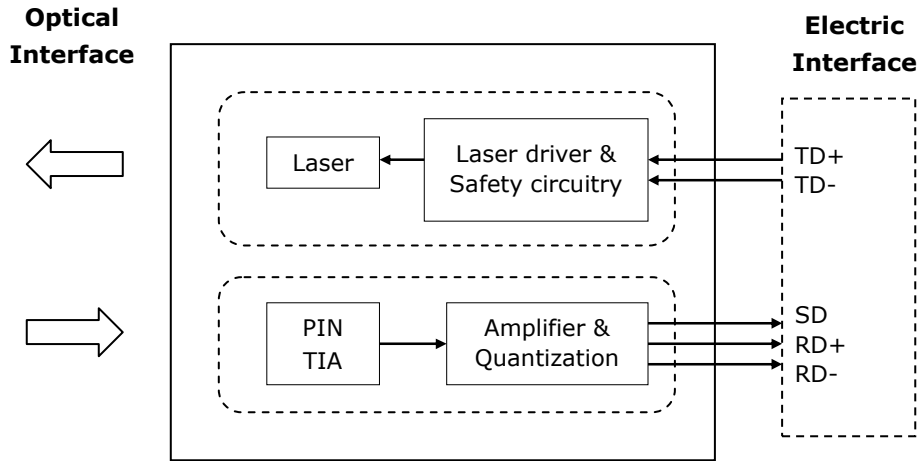 Optical
Interface
Electric
Interface
Laser
Laser driver &
Safety circuitry
TD+
TD-
PIN
TIA
Amplifier &
Quantization
SD
RD+
RD-